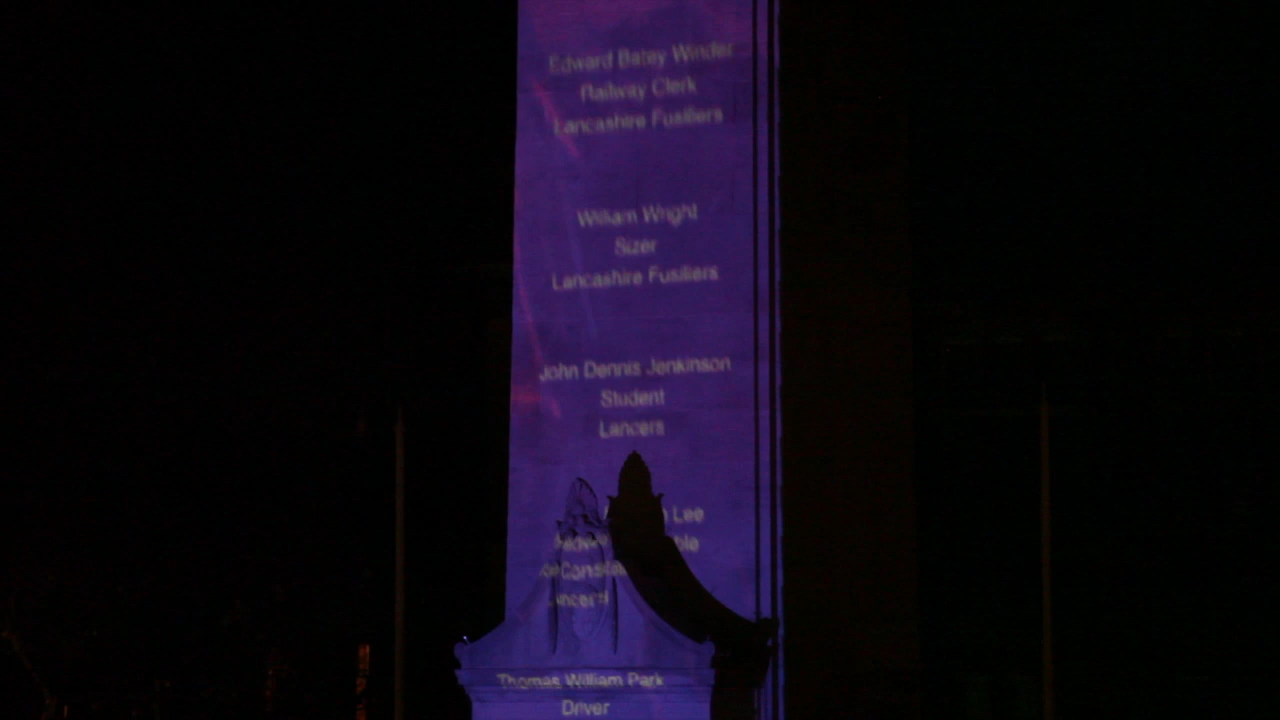 Edward Batey Winder
Railway Clerk
Lancashire Fusiliers
William Wright
Sizer
Lancashire Fusiliers
John Dennis Jenkinson
Student
Lancers
Lee
Thomas William Park
Driver